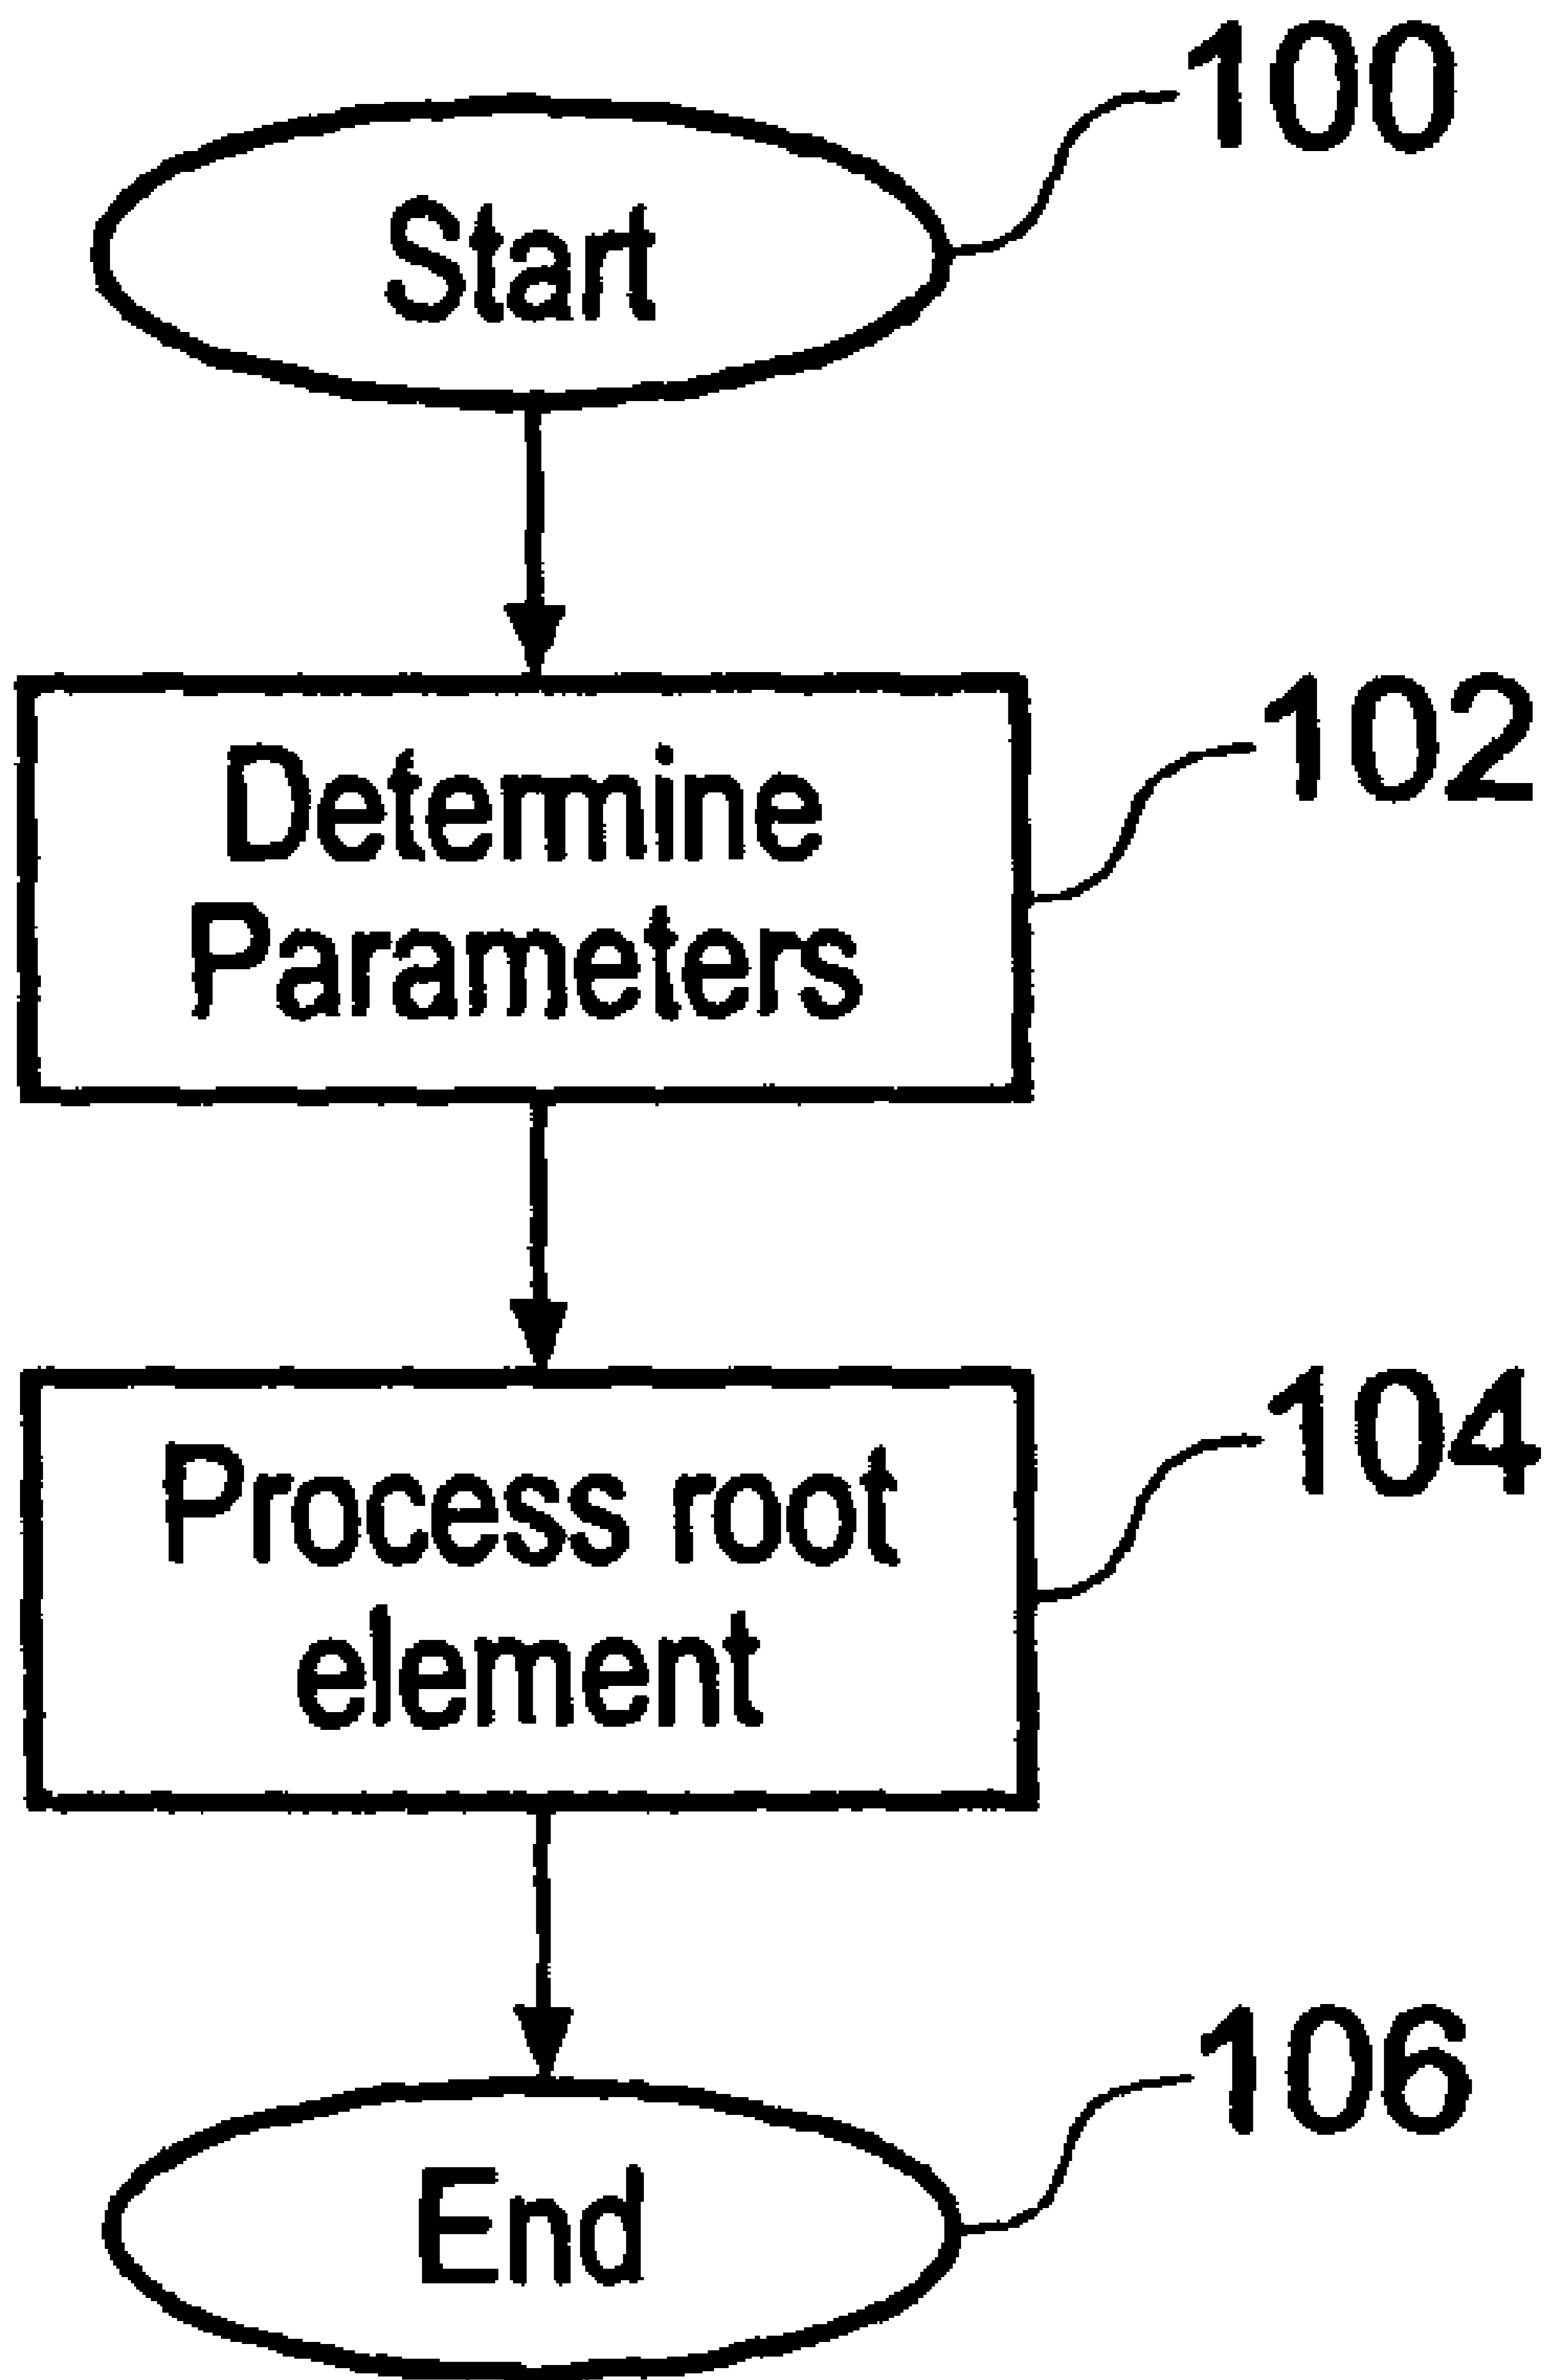 100
Start
102
Detemine
Parameters
104
Process root
element
106
End